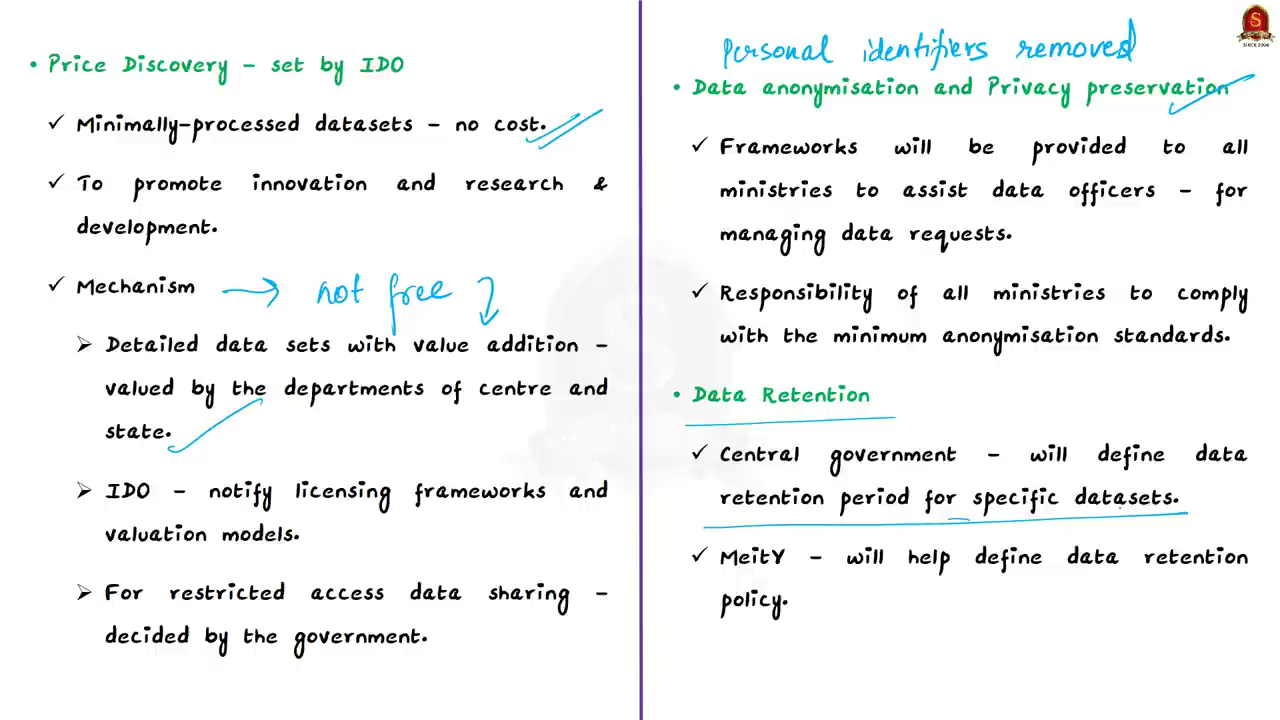 • Price Discovery – set by IDO
✓ Minimally-processed datasets – no cost.
✓ To promote innovation and research &
development.
✓ Mechanism → not free
➢ Detailed data sets with value addition –
valued by the departments of centre and
state.
➢ IDO – notify licensing frameworks and
valuation models.
➢ For restricted access data sharing –
decided by the government.
S
SINCE 2004
Personal identifiers removed
• Data anonymisation and Privacy preservation
✓ Frameworks will be provided to all
ministries to assist data officers – for
managing data requests.
✓ Responsibility of all ministries to comply
with the minimum anonymisation standards.
• Data Retention
✓ Central government – will define data
retention period for specific datasets.
✓ MeitY – will help define data retention
policy.